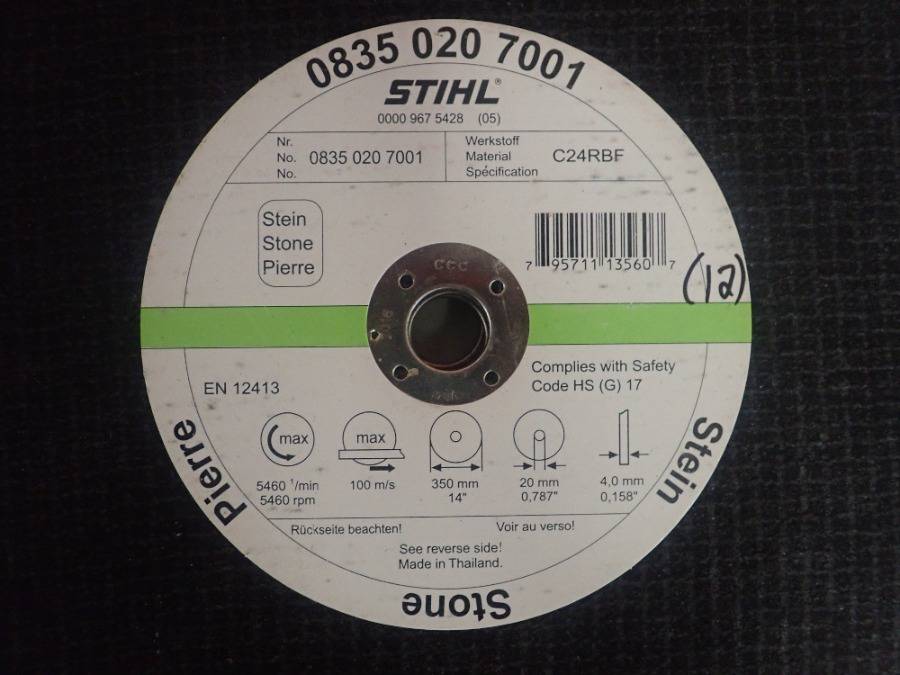 0835 020 7001
STIHL®
0000 967 5428 (05)
Nr.
No. 0835 020 7001
No.
Werkstoff
Material C24RBF
Spécification
Stein
Stone
Pierre
7 95711 13560 7
(12)
CCC
2016
EN 12413
Complies with Safety
Code HS (G) 17
max
max
5460 1/min
5460 rpm
100 m/s
350 mm
14"
20 mm
0,787"
4,0 mm
0,158"
Rückseite beachten!
Voir au verso!
See reverse side!
Made in Thailand.
Pierre
Stone
Stein